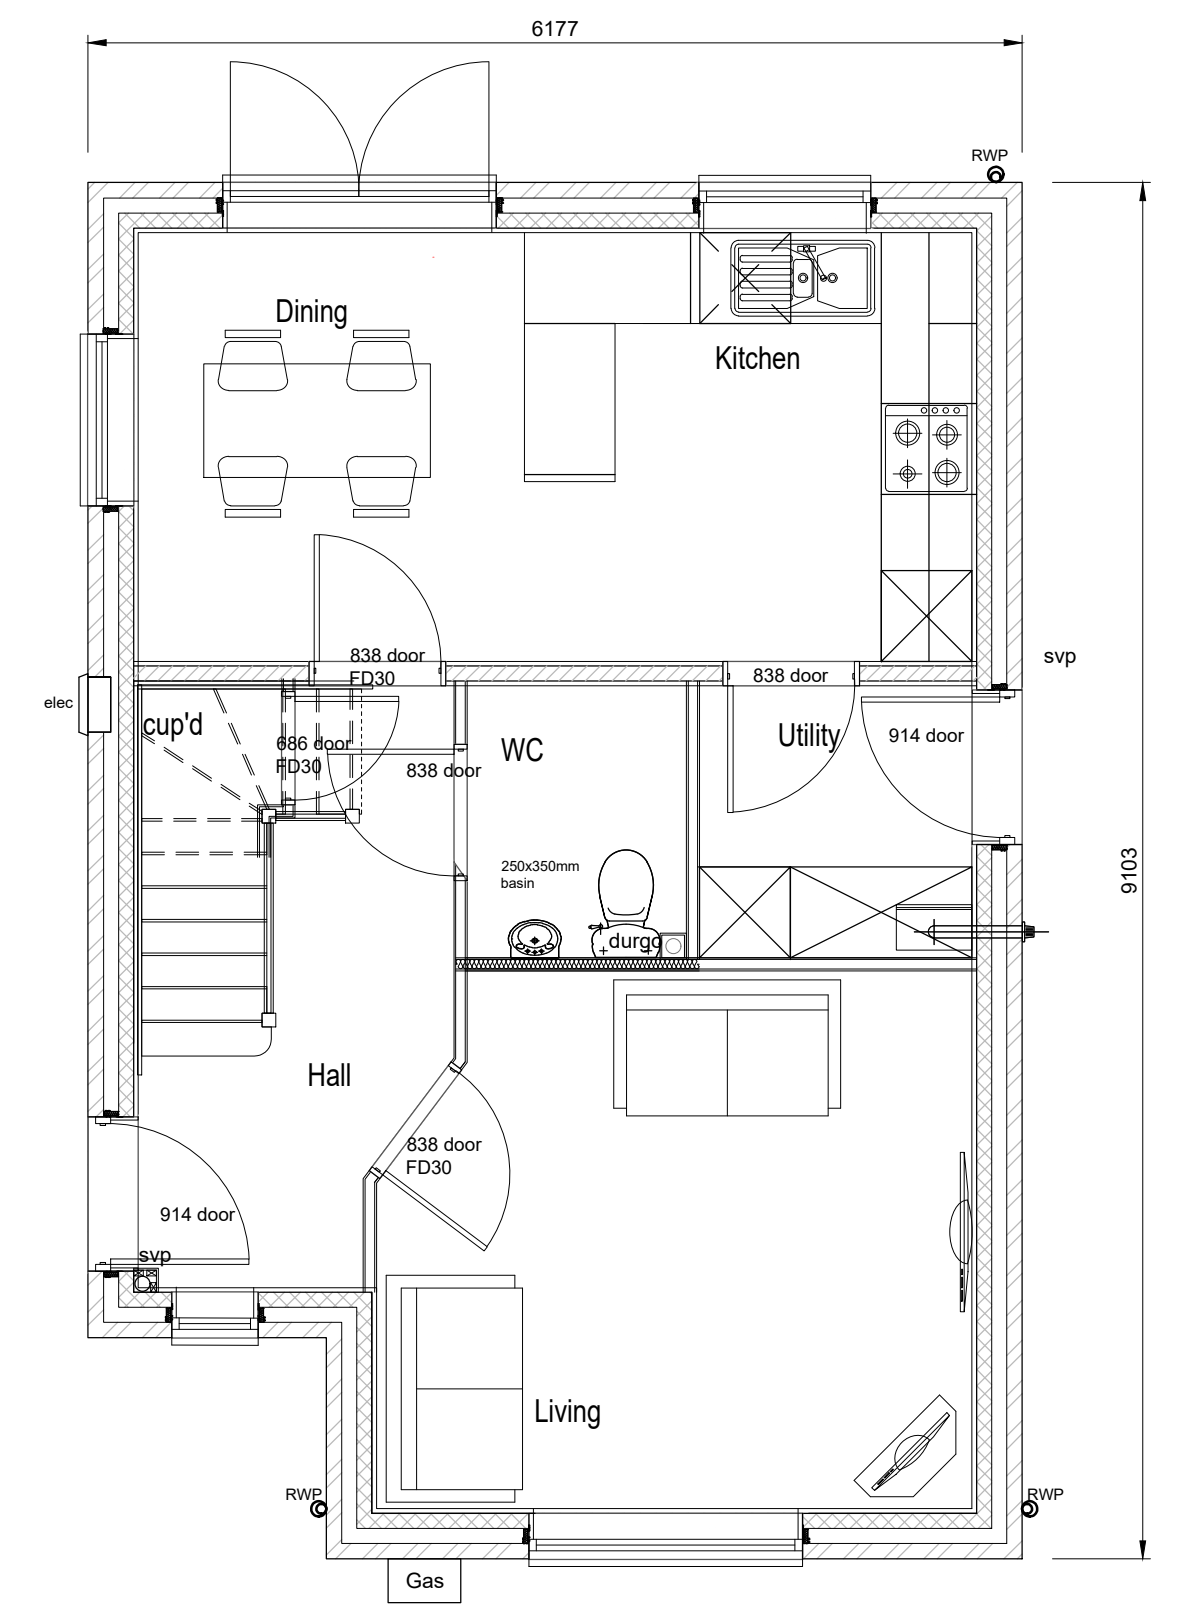 6177
RWP
Dining
Kitchen
838 door
FD30
838 door
svp
elec
cup'd
686 door
FD30
838 door
WC
Utility
914 door
9103
250x350mm
basin
durgo
Hall
838 door
FD30
914 door
svp
Living
RWP
RWP
Gas